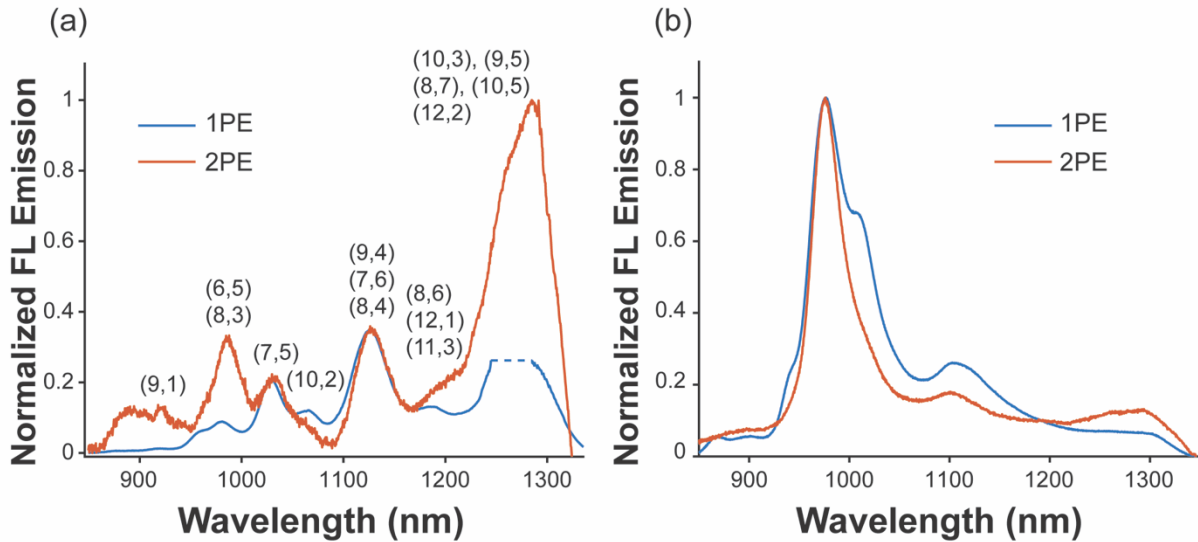 (a)
Normalized FL Emission
1
0.8
0.6
0.4
0.2
0
1PE
2PE
(9,1)
(6,5)
(8,3)
(7,5)
(10,2)
(9,4)
(7,6)
(8,4)
(8,6)
(12,1)
(11,3)
(10,3), (9,5)
(8,7), (10,5)
(12,2)
900 1000 1100 1200 1300
Wavelength (nm)
(b)
Normalized FL Emission
1
0.8
0.6
0.4
0.2
0
1PE
2PE
900 1000 1100 1200 1300
Wavelength (nm)